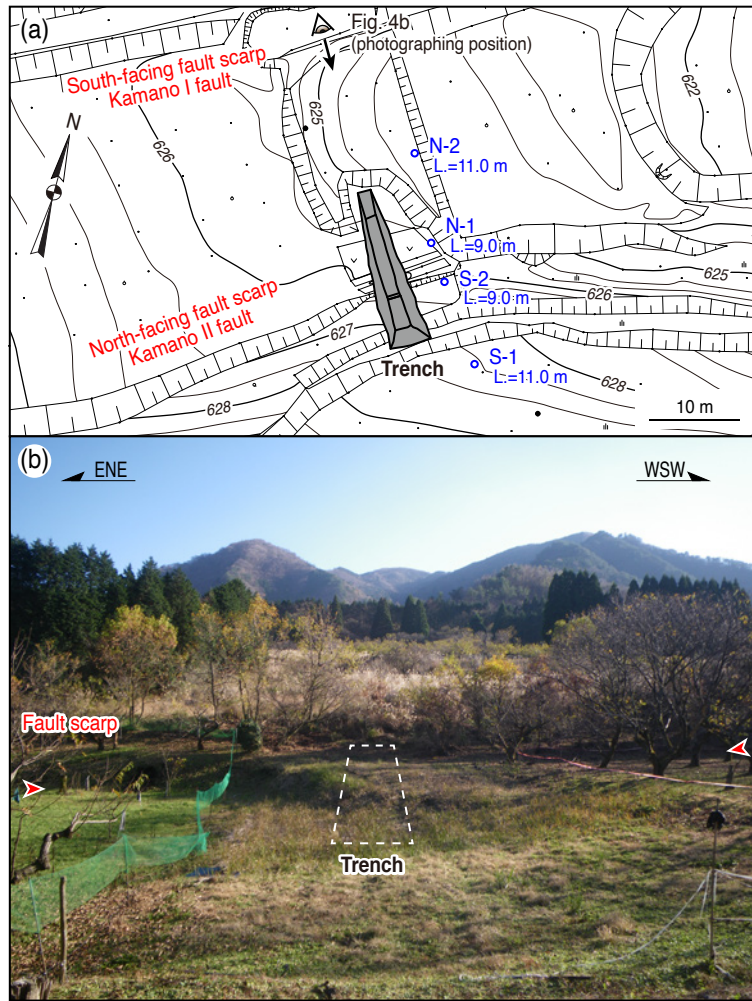 (a)
Fig. 4b
(photographing position)
South-facing fault scarp
Kamano I fault
625
622
626
N
N-2
L.=11.0 m
N-1
L.=9.0 m
S-2
L.=9.0 m
625
626
North-facing fault scarp
Kamano II fault
627
Trench
S-1
L.=11.0 m
628
628
10 m
(b)
ENE
WSW
Fault scarp
Trench